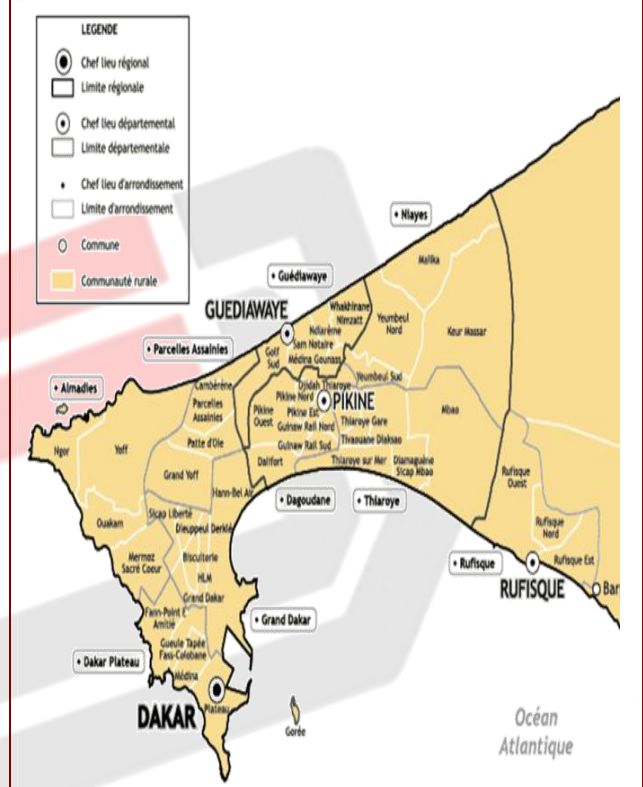 LEGENDE
Chef lieu régional
Limite régionale
Chef lieu départemental
Limite départementale
Chef lieu d'arrondissement
Limite d'arrondissement
Commune
Communauté rurale
• Niayes
Malika
• Guédiawaye
GUEDIAWAYE
Whakhinane
Nimzatt
Ndiarème
Sam Notaire
Golf
Sud
Médina Gounass
Yeumbeul
Nord
Keur Massar
• Parcelles Assainies
Yeumbeul Sud
• Almadies
Cambérène
Parcelles
Assainies
Djidah Thiaroye
Pikine Nord
PIKINE
Pikine
Ouest
Pikine Est
Guinaw Rail Nord
Thiaroye Gare
Mbao
Patte d'Oie
Guinaw Rail Sud
Tivaouane Diaksao
Ngor
Yoff
Dalifort
Thiaroye sur Mer
Diamaguène
Sicap Mbao
Grand Yoff
Rufisque
Ouest
Hann-Bel Air
• Dagoudane
• Thiaroye
Ouakam
Sicap Liberté
Dieuppeul Derklé
Rufisque
Nord
Mermoz
Sacré Coeur
Biscuiterie
• Rufisque
Rufisque Est
HLM
RUFISQUE
Bar
Grand Dakar
Fann-Point E
Amitié
• Grand Dakar
Gueule Tapée
Fass-Colobane
• Dakar Plateau
Médina
DAKAR
Plateau
Gorée
Océan
Atlantique